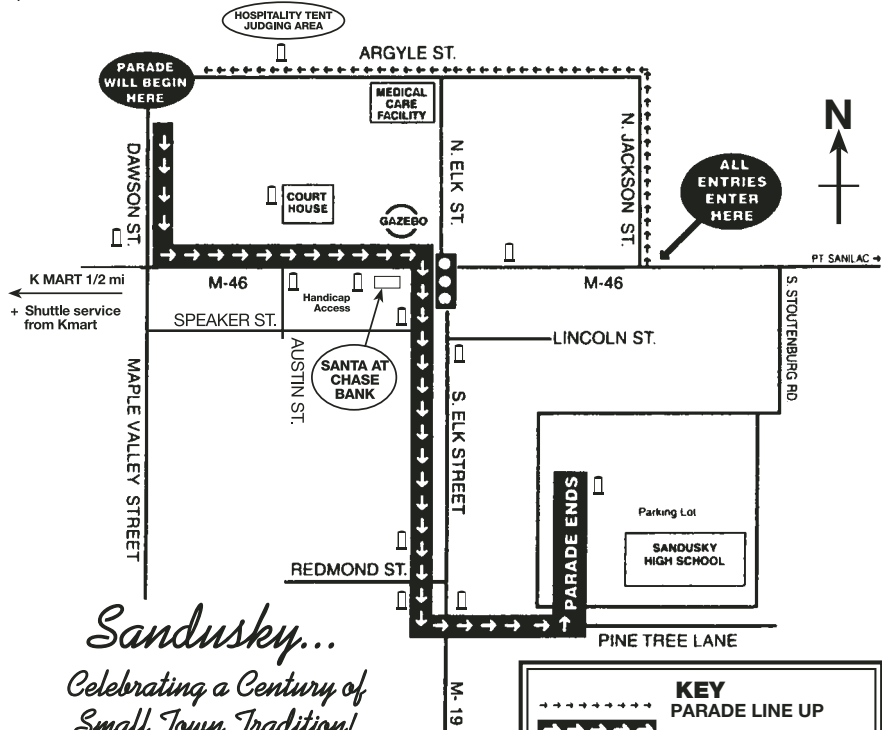 HOSPITALITY TENT
JUDGING AREA
ARGYLE ST.
PARADE
WILL BEGIN
HERE
MEDICAL
CARE
FACILITY
N. ELK ST.
N. JACKSON ST.
N
DAWSON ST.
ALL
ENTRIES
ENTER
HERE
COURT
HOUSE
GAZEBO
PT SANILAC
K MART 1/2 mi
M-46
M-46
+ Shuttle service
from Kmart
Handicap
Access
SPEAKER ST.
LINCOLN ST.
S. STOUTENBURG RD
AUSTIN ST.
SANTA AT
CHASE
BANK
MAPLE VALLEY STREET
S. ELK STREET
PARADE ENDS
Parking Lot
SANDUSKY
HIGH SCHOOL
REDMOND ST.
PINE TREE LANE
Sandusky...
Celebrating a Century of
Small Town Tradition!
M-19
KEY
PARADE LINE UP